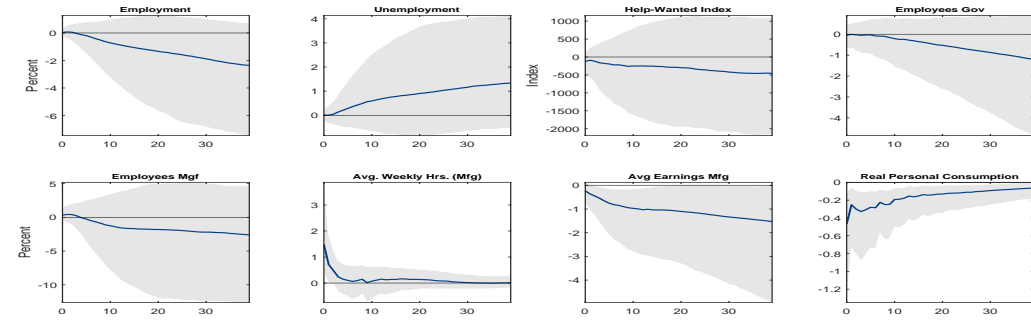 Employment
Unemployment
Help-Wanted Index
Employees Gov
Percent
0
-2
-4
-6
0 10 20 30
4
3
2
1
0
0 10 20 30
Index
1000
500
0
-500
-1000
-1500
-2000
0 10 20 30
0
-1
-2
-3
-4
0 10 20 30
Employees Mgf
Avg. Weekly Hrs. (Mfg)
Avg Earnings Mfg
Real Personal Consumption
Percent
5
0
-5
-10
0 10 20 30
3
2
1
0
0 10 20 30
0
-1
-2
-3
-4
0 10 20 30
0
-0.2
-0.4
-0.6
-0.8
-1
-1.2
0 10 20 30